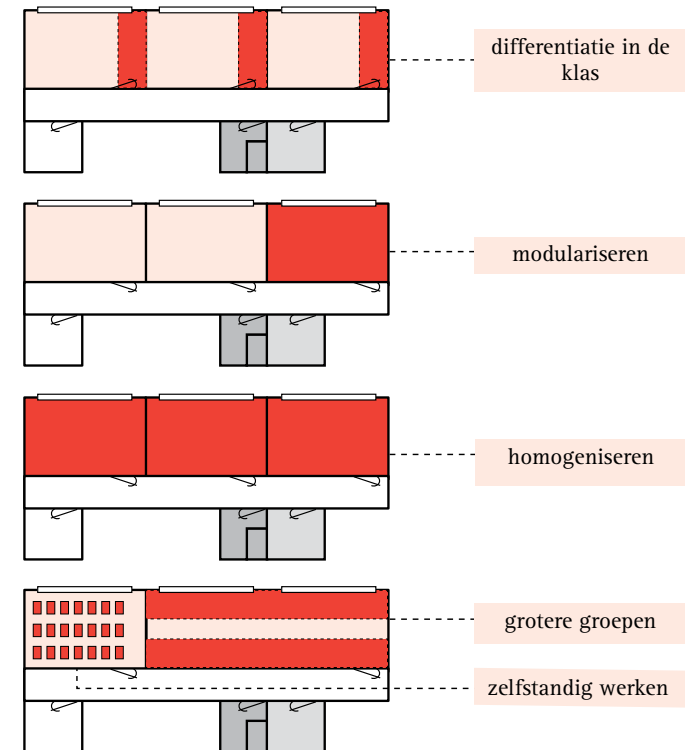 differentiatie in de
klas
modulariseren
homogeniseren
grotere groepen
zelfstandig werken